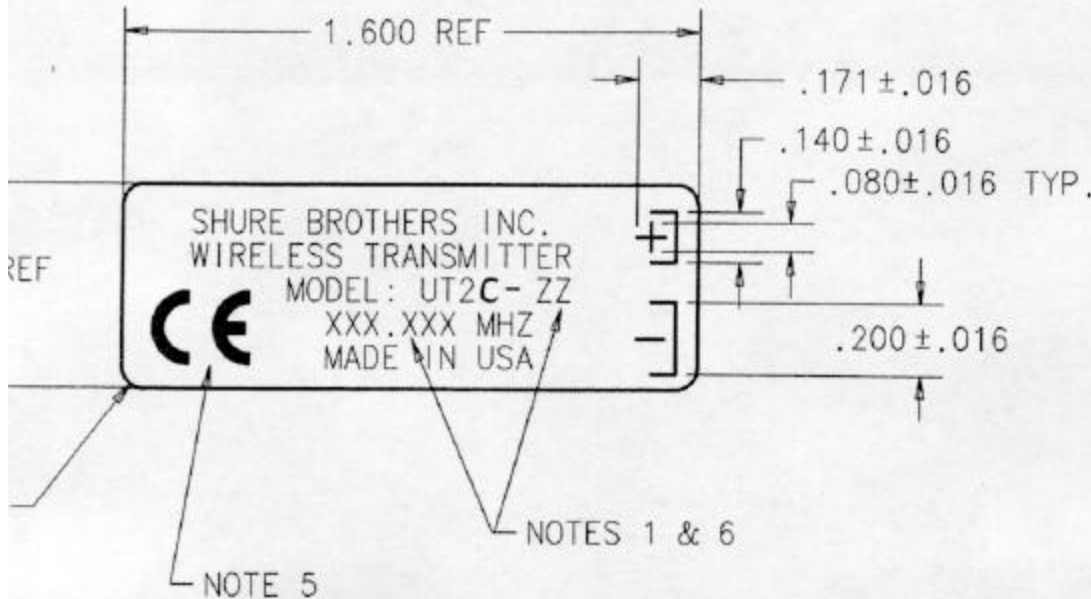 1.600 REF
.171±.016
.140±.016
.080±.016 TYP.
SHURE BROTHERS INC.
WIRELESS TRANSMITTER
REF
MODEL: UT2C-ZZ
CE
XXX.XXX MHZ
MADE IN USA
+
−
.200±.016
NOTES 1 & 6
NOTE 5